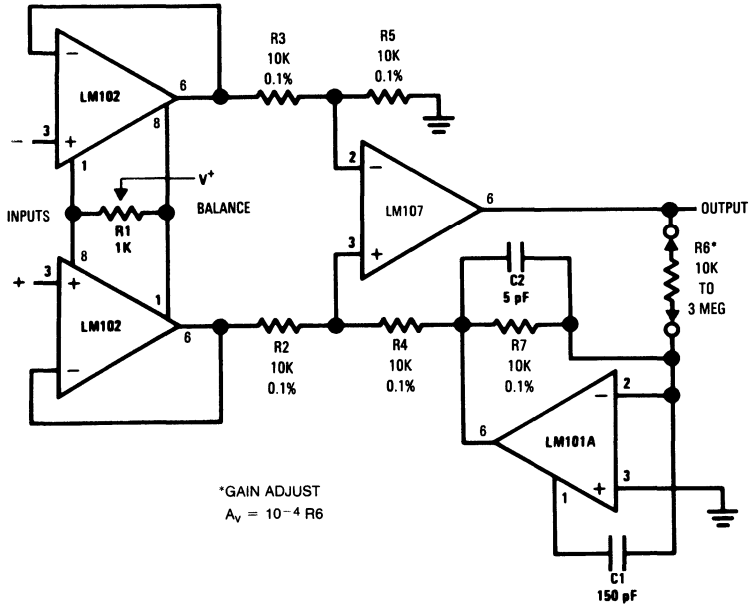 R3
10K
0.1%
R5
10K
0.1%
−
LM102
6
8
− 3
+
1
2
−
LM107
6
OUTPUT
3
+
V+
BALANCE
INPUTS
R1
1K
8
+ 3
+
1
LM102
6
−
R2
10K
0.1%
R4
10K
0.1%
C2
5 pF
R7
10K
0.1%
R6*
10K
TO
3 MEG
2
−
6
LM101A
3
+
1
C1
150 pF
*GAIN ADJUST
Av = 10−4 R6